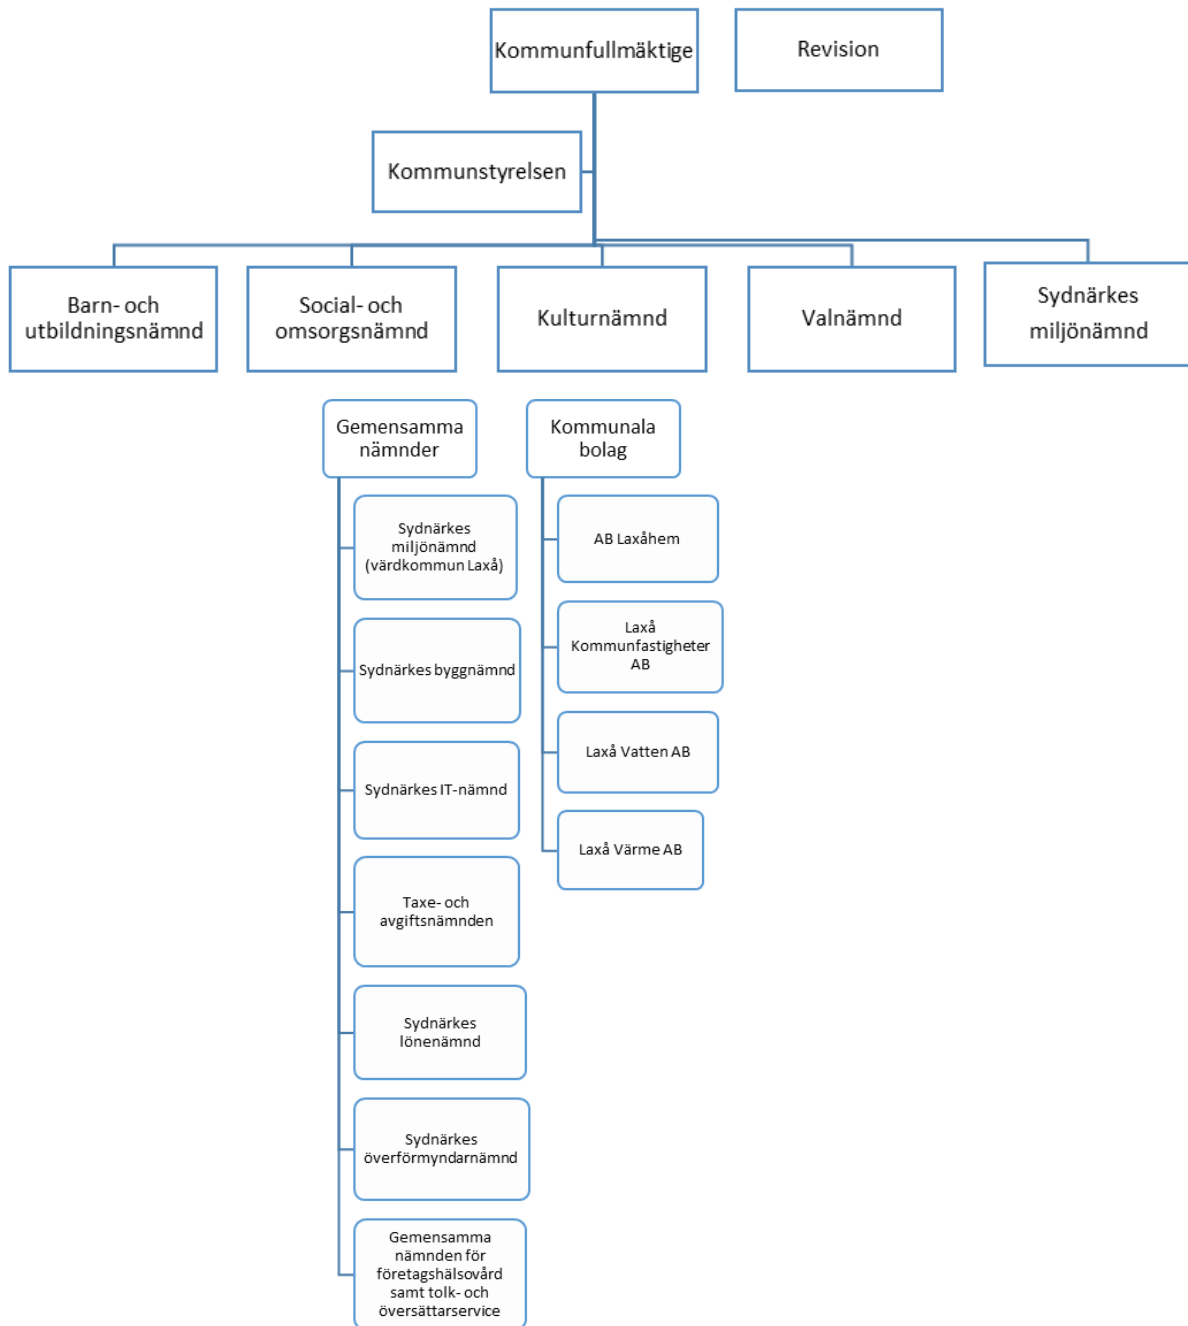 Kommunfullmäktige
Revision
Kommunstyrelsen
Barn- och
utbildningsnämnd
Social- och
omsorgsnämnd
Kulturnämnd
Valnämnd
Sydnärkes
miljönämnd
Gemensamma
nämnder
Sydnärkes
miljönämnd
(värdkommun Laxå)
Sydnärkes byggnämnd
Sydnärkes IT-nämnd
Taxe- och
avgiftsnämnden
Sydnärkes
lönenämnd
Sydnärkes
överförmyndarnämnd
Gemensamma
nämnden för
företagshälsovård
samt tolk- och
översättarservice
Kommunala
bolag
AB Laxåhem
Laxå
Kommunfastigheter
AB
Laxå Vatten AB
Laxå Värme AB